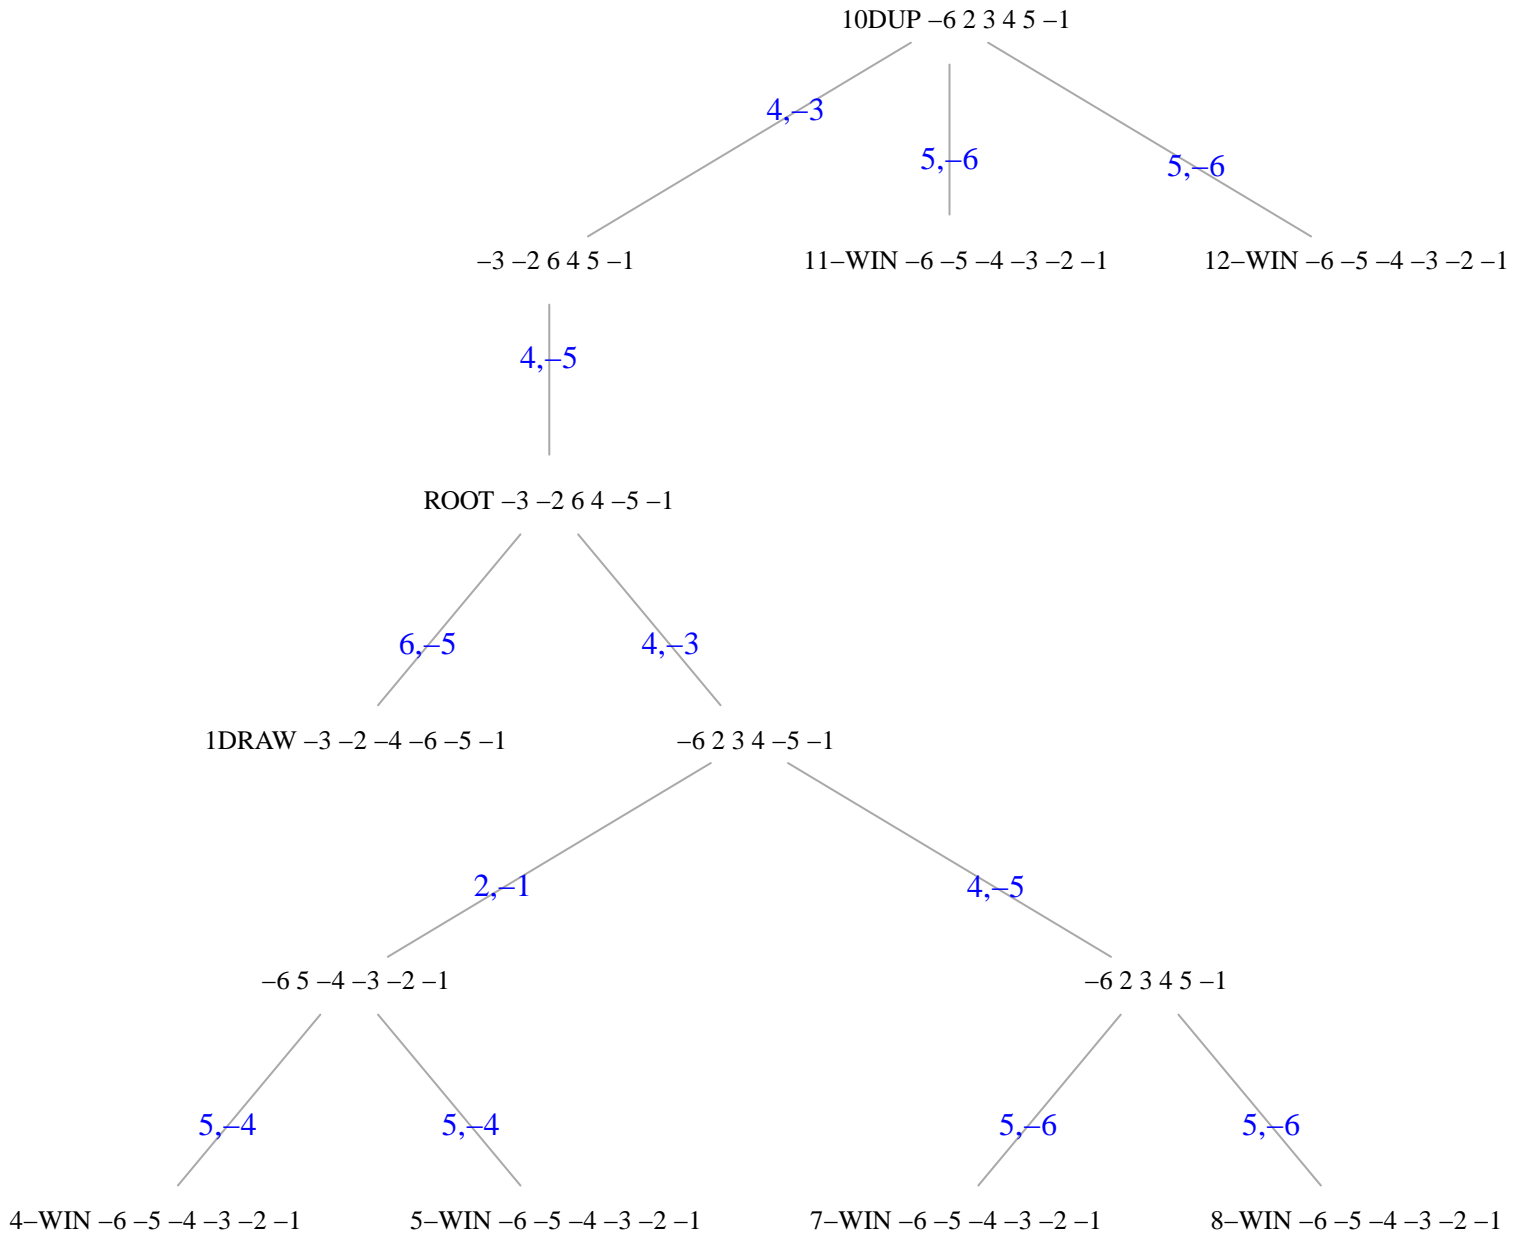 10DUP –6 2 3 4 5 –1
4,–3
5,–6
5,–6
–3 –2 6 4 5 –1
11–WIN –6 –5 –4 –3 –2 –1
12–WIN –6 –5 –4 –3 –2 –1
4,–5
ROOT –3 –2 6 4 –5 –1
6,–5
4,–3
1DRAW –3 –2 –4 –6 –5 –1
–6 2 3 4 –5 –1
2,–1
4,–5
–6 5 –4 –3 –2 –1
–6 2 3 4 5 –1
5,–4
5,–4
5,–6
5,–6
4–WIN –6 –5 –4 –3 –2 –1
5–WIN –6 –5 –4 –3 –2 –1
7–WIN –6 –5 –4 –3 –2 –1
8–WIN –6 –5 –4 –3 –2 –1